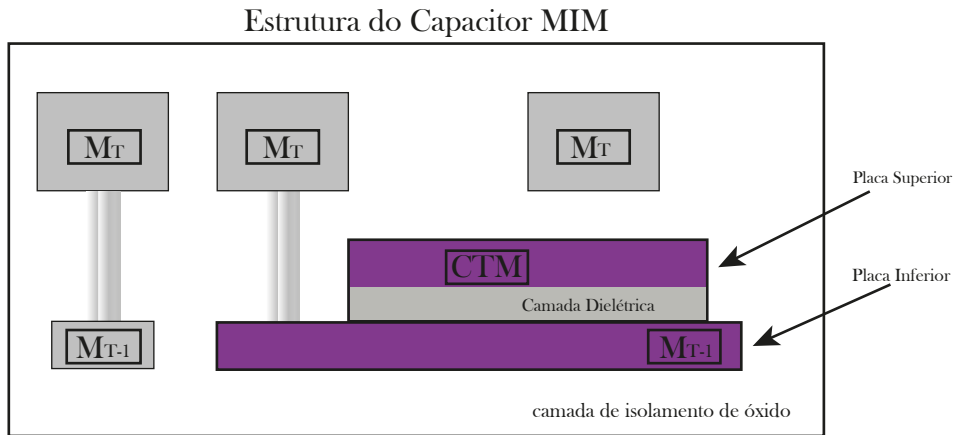 Estrutura do Capacitor MIM
MT
MT
MT
Placa Superior
CTM
Placa Inferior
Camada Dielétrica
MT-1
MT-1
camada de isolamento de óxido